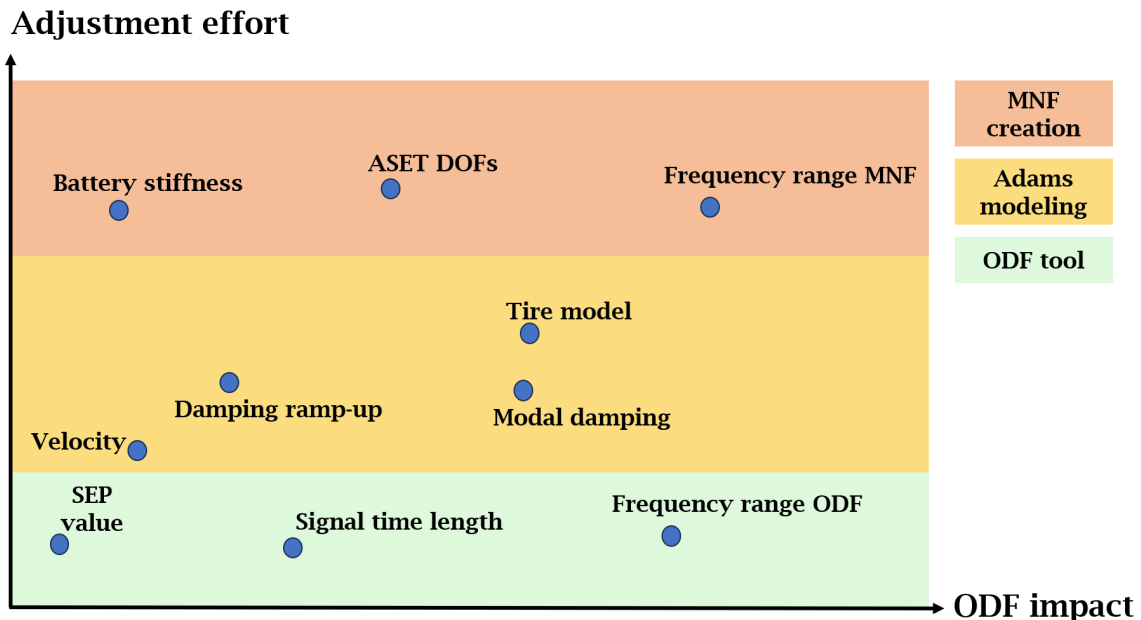 Adjustment effort
MNF
creation
ASET DOFs
Battery stiffness
Frequency range MNF
Adams
modeling
ODF tool
Tire model
Damping ramp-up
Modal damping
Velocity
SEP
value
Signal time length
Frequency range ODF
ODF impact